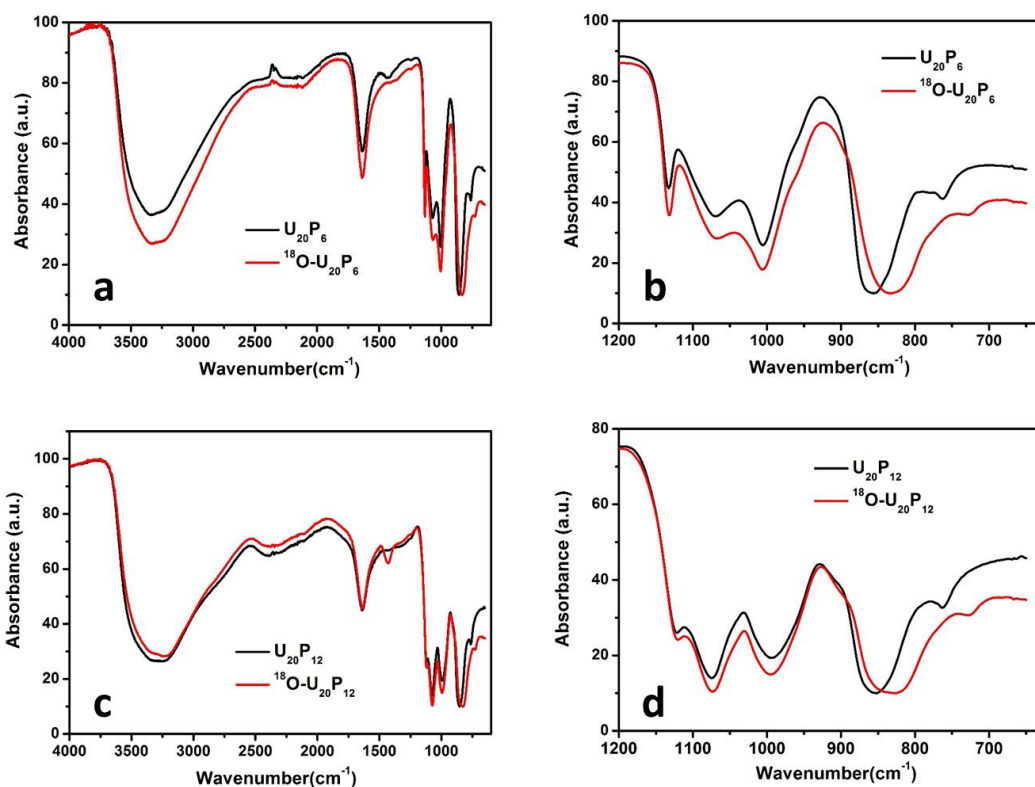 100
80
60
40
20
0
Absorbance (a.u.)
U20P6
18O-U20P6
a
4000 3500 3000 2500 2000 1500 1000
Wavenumber(cm-1)
100
80
60
40
20
0
Absorbance (a.u.)
U20P6
18O-U20P6
b
1200 1100 1000 900 800 700
Wavenumber(cm-1)
100
80
60
40
20
0
Absorbance (a.u.)
U20P12
18O-U20P12
c
4000 3500 3000 2500 2000 1500 1000
Wavenumber(cm-1)
80
60
40
20
0
Absorbance (a.u.)
U20P12
18O-U20P12
d
1200 1100 1000 900 800 700
Wavenumber(cm-1)